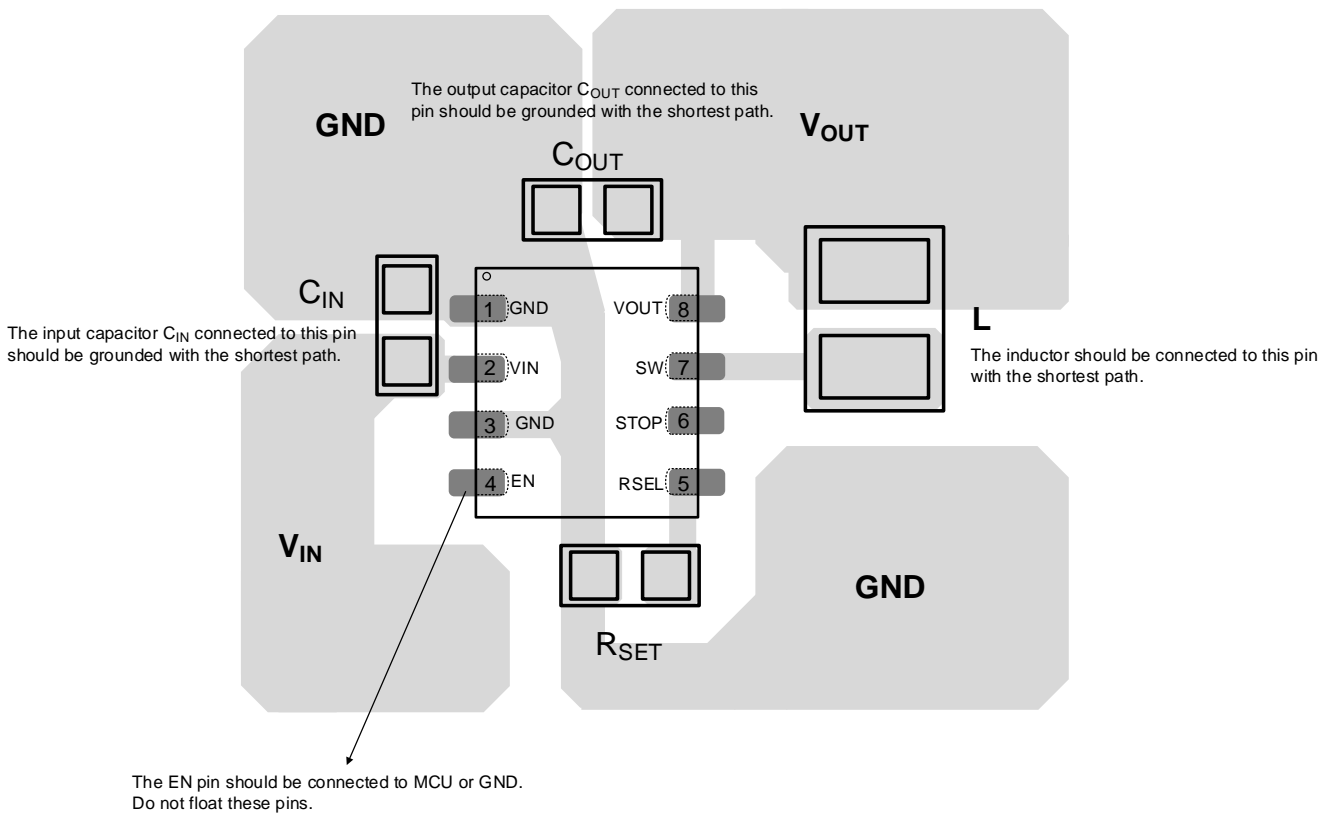 The output capacitor COUT connected to this
pin should be grounded with the shortest path.
GND
VOUT
COUT
CIN
The input capacitor CIN connected to this pin
should be grounded with the shortest path.
1 GND
VOUT 8
2 VIN
SW 7
3 GND
STOP 6
4 EN
RSEL 5
L
The inductor should be connected to this pin
with the shortest path.
VIN
GND
RSET
The EN pin should be connected to MCU or GND.
Do not float these pins.